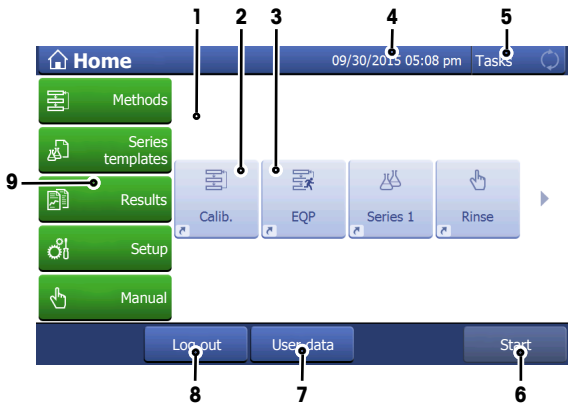 1 2 3 4 5
Home 09/30/2015 05:08 pm Tasks
Methods
Series
templates
9
Results
Calib. EQP Series 1 Rinse
Setup
Manual
Log out User data Start
8 7 6